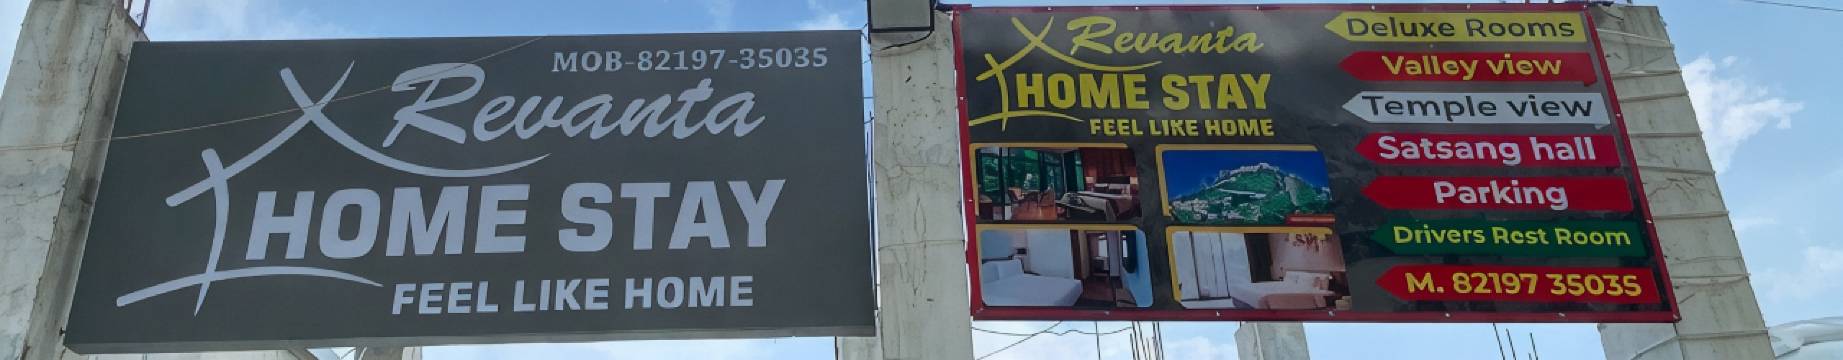 MOB-82197-35035
Revanta
HOME STAY
FEEL LIKE HOME
Revanta
HOME STAY
FEEL LIKE HOME
Deluxe Rooms
Valley view
Temple view
Satsang hall
Parking
Drivers Rest Room
M. 82197 35035